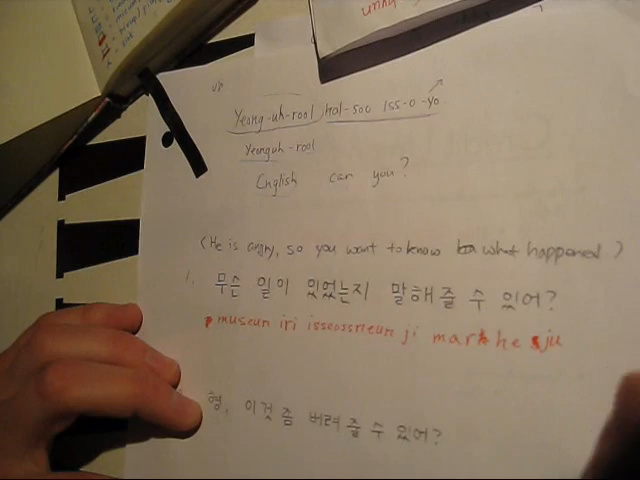 Yeong-uh-rool hal-soo iss-o-yo.
Yeonguh-rool
English can you?
(He is angry, so you want to know what happened)
1. 무슨 일이 있었는지 말해줄 수 있어?
museun iri isseossneun ji marhe ju
형, 이것 좀 버려줄 수 있어?